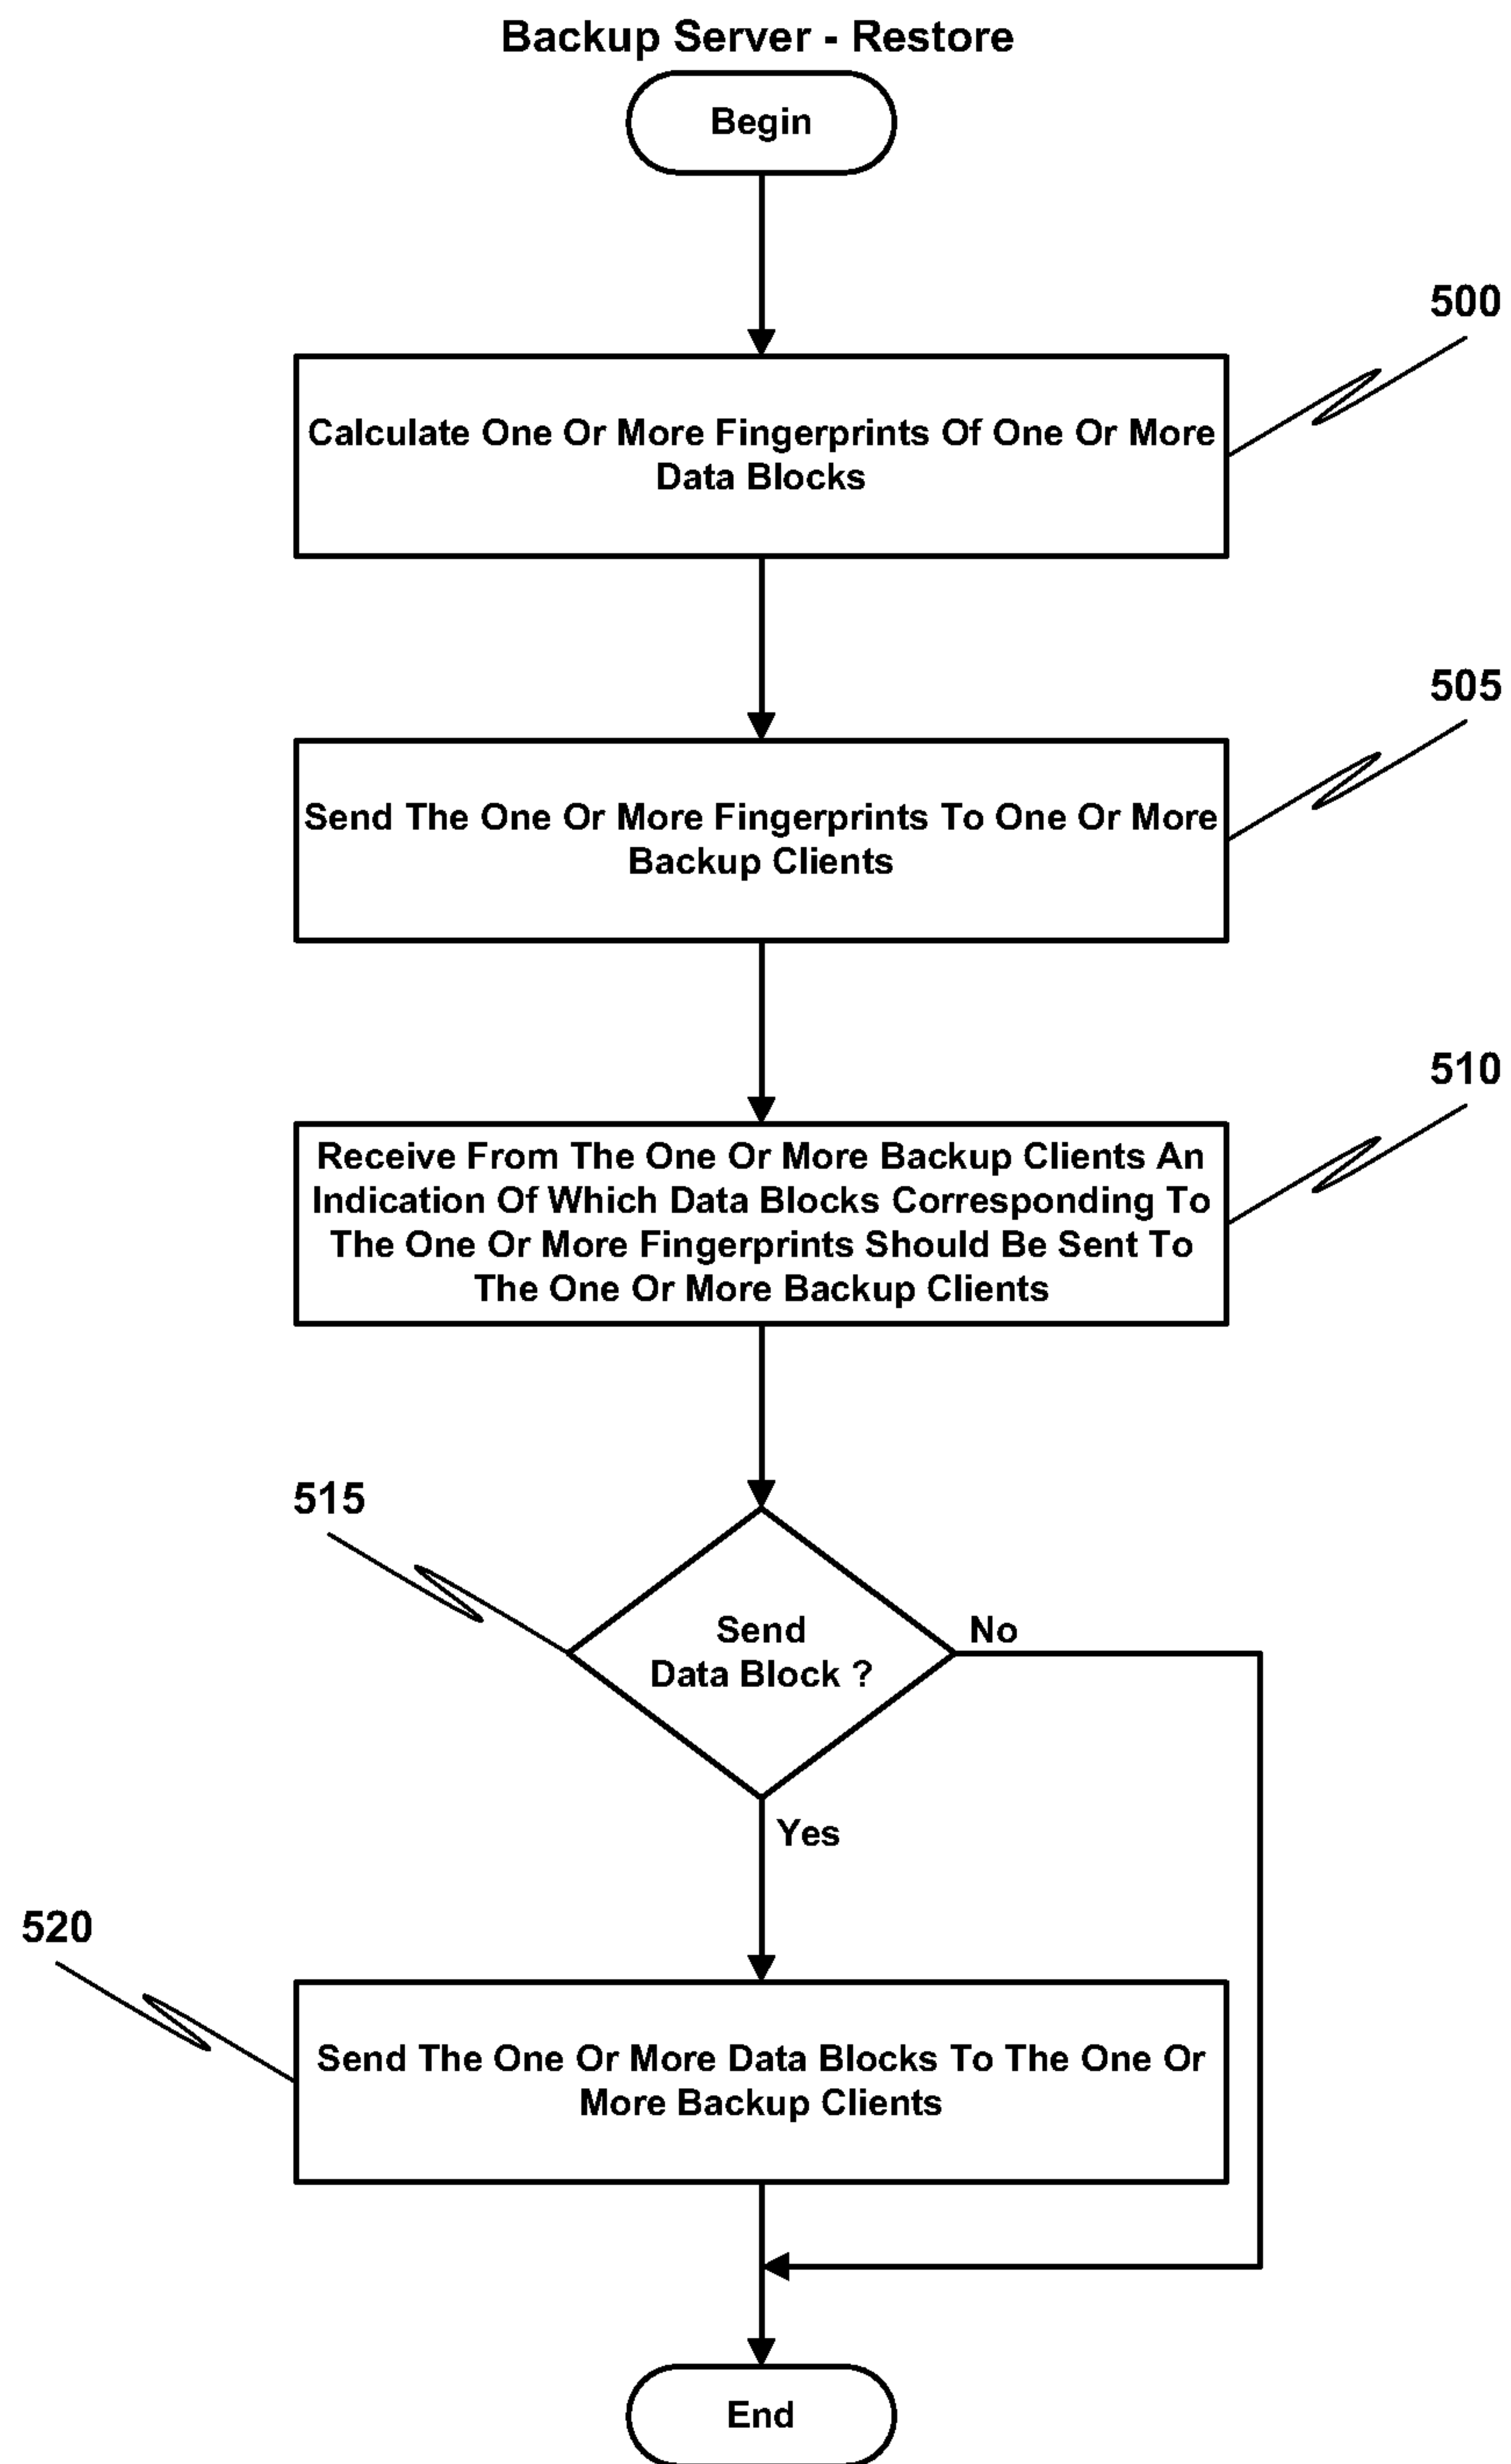 Backup Server - Restore
Begin
500
Calculate One Or More Fingerprints Of One Or More
Data Blocks
505
Send The One Or More Fingerprints To One Or More
Backup Clients
510
Receive From The One Or More Backup Clients An
Indication Of Which Data Blocks Corresponding To
The One Or More Fingerprints Should Be Sent To
The One Or More Backup Clients
515
Send
Data Block ?
No
Yes
520
Send The One Or More Data Blocks To The One Or
More Backup Clients
End